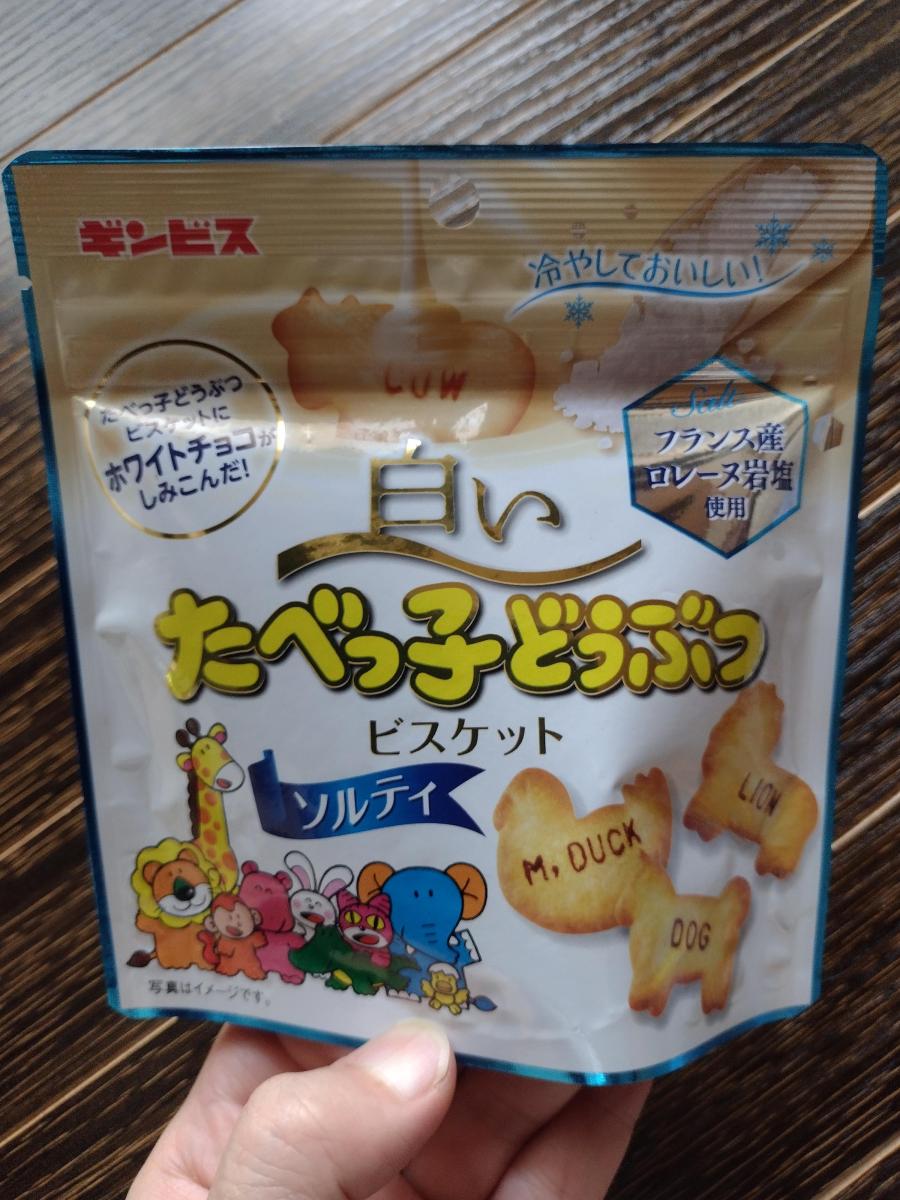 ギンビス
冷やしておいしい!
COW
たべっ子どうぶつ
ビスケットに
ホワイトチョコが
しみこんだ!
Salt
フランス産
ロレーヌ岩塩
使用
白い
たべっ子どうぶつ
ビスケット
ソルティ
LION
M. DUCK
DOG
写真はイメージです。